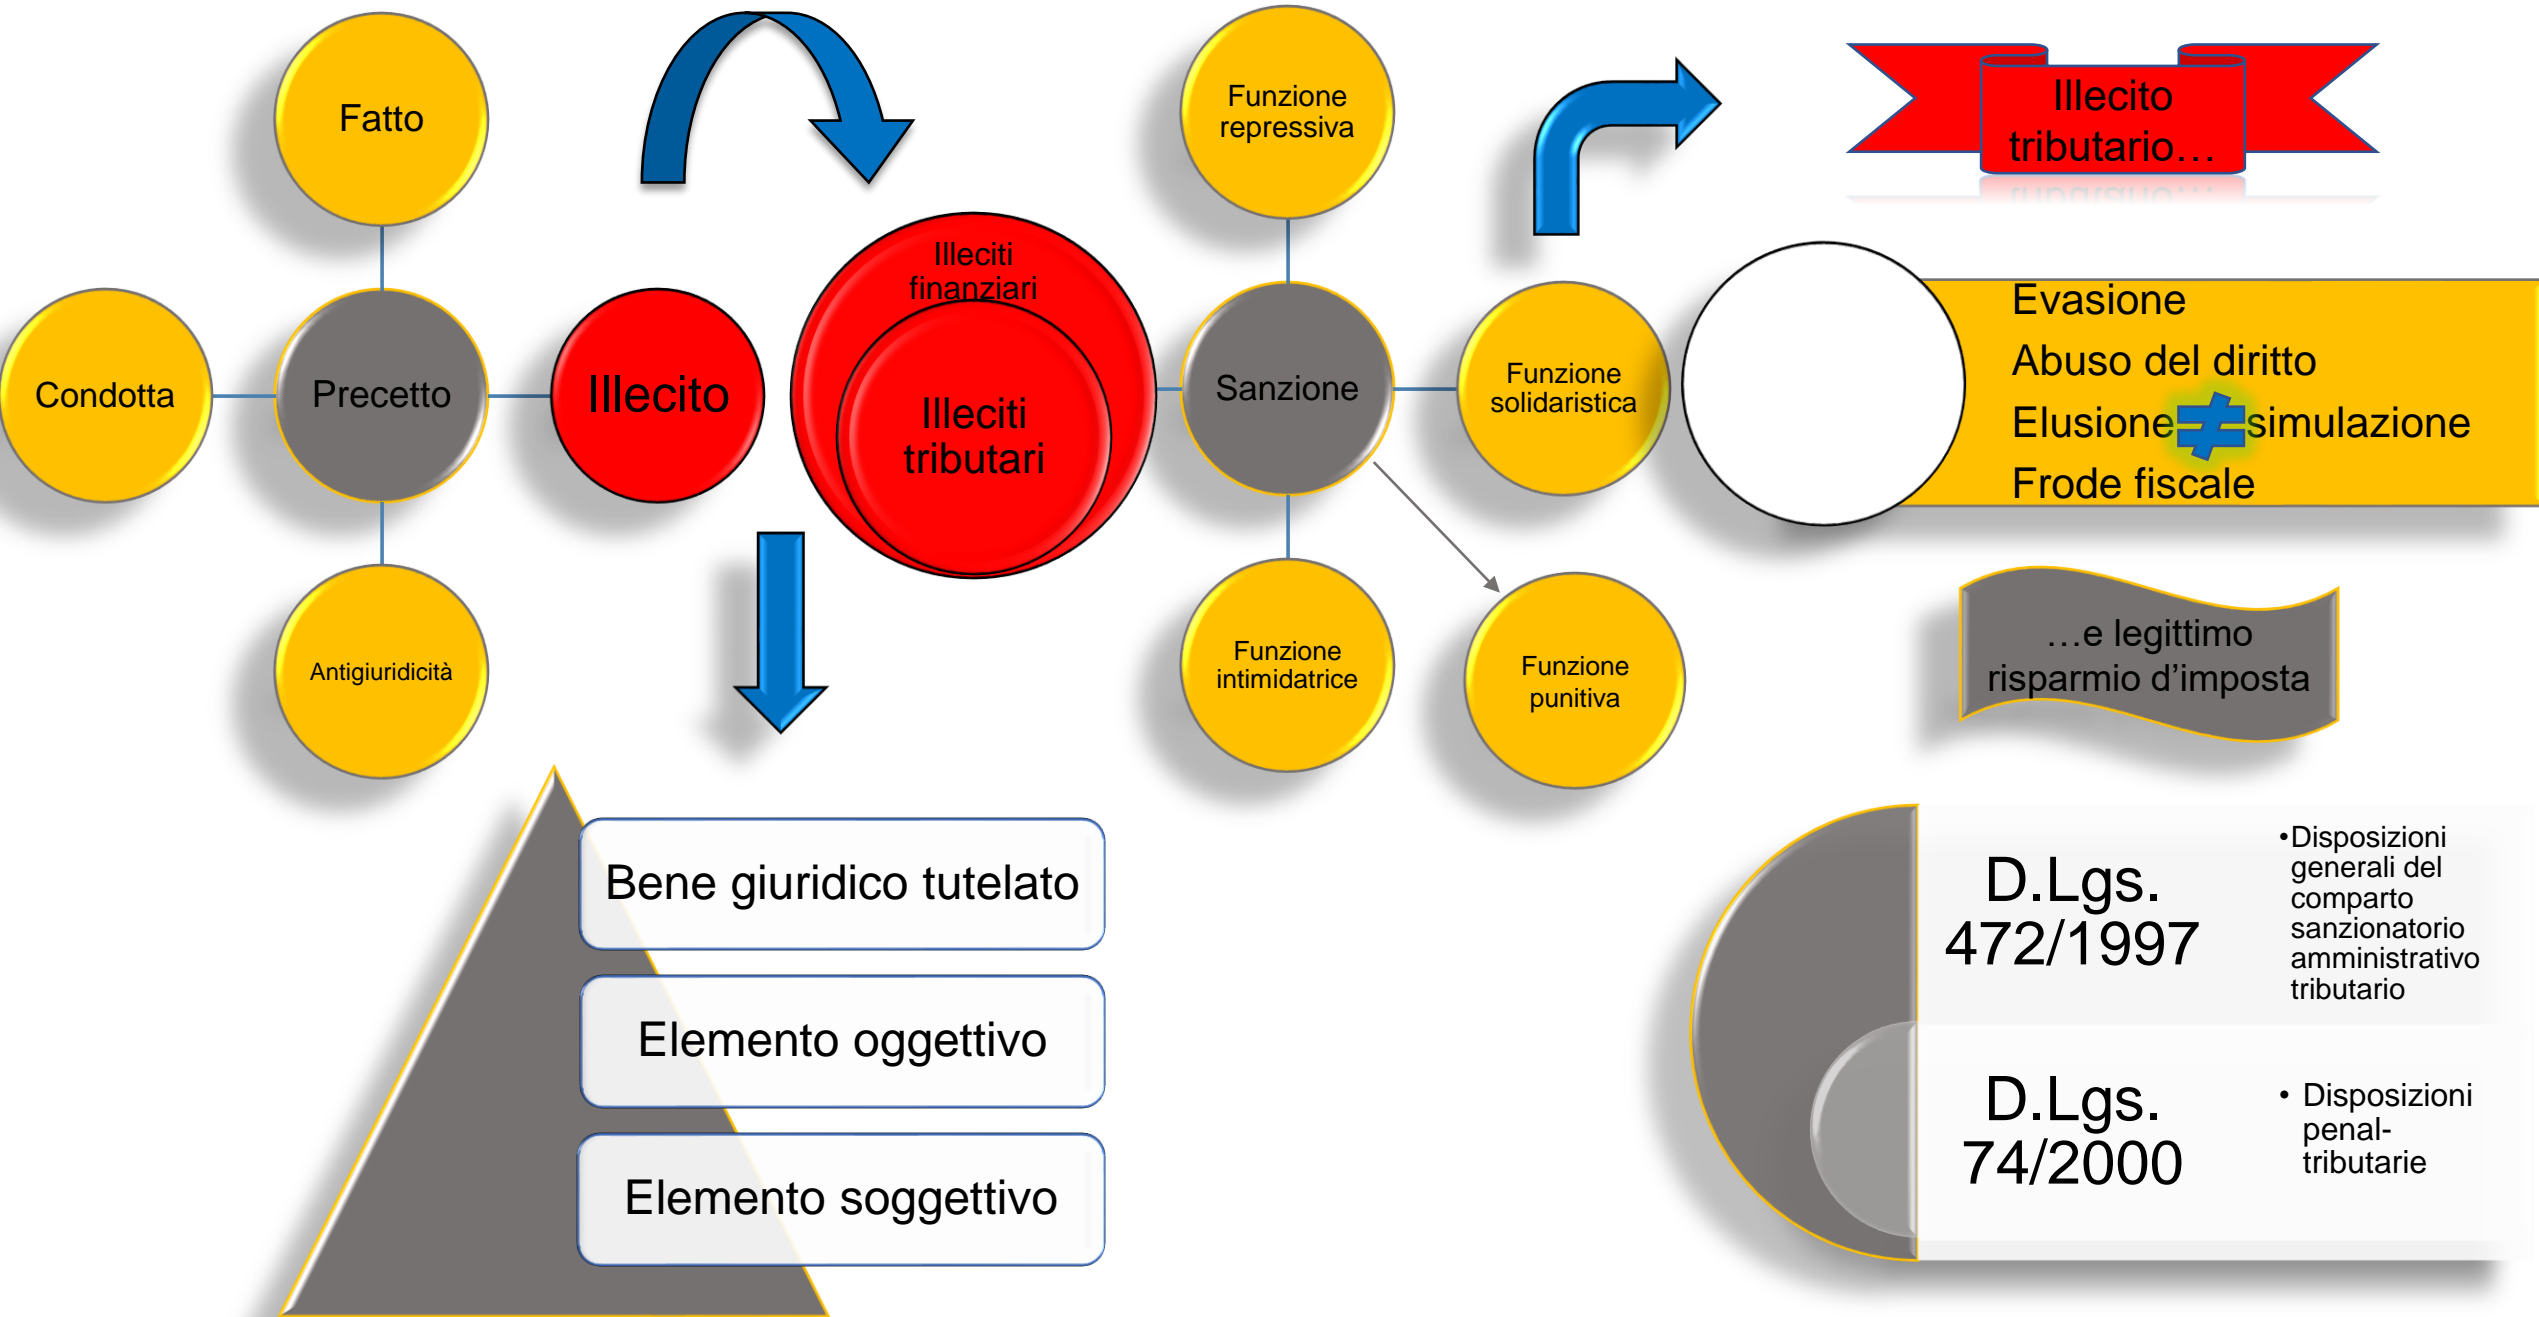 Fatto
Condotta
Precetto
Illecito
Antigiuridicità
Illeciti
finanziari
Illeciti
tributari
Funzione
repressiva
Sanzione
Funzione
solidaristica
Funzione
intimidatrice
Funzione
punitiva
Illecito
tributario…
Evasione
Abuso del diritto
Elusione ≠ simulazione
Frode fiscale
…e legittimo
risparmio d’imposta
Bene giuridico tutelato
Elemento oggettivo
Elemento soggettivo
D.Lgs.
472/1997
•Disposizioni
generali del
comparto
sanzionatorio
amministrativo
tributario
D.Lgs.
74/2000
• Disposizioni
penal-
tributarie